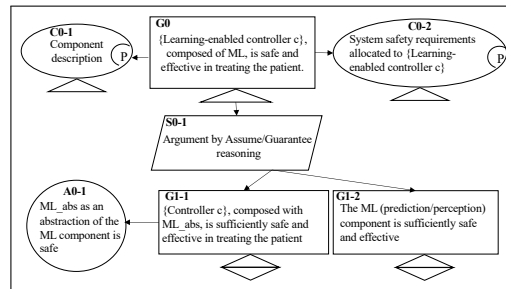 C0-1
Component
description
P
G0
{Learning-enabled controller c},
composed of ML, is safe and
effective in treating the patient.
C0-2
System safety requirements
allocated to {Learning-
enabled controller c}
P
S0-1
Argument by Assume/Guarantee
reasoning
A0-1
ML_abs as an
abstraction of the
ML component is
safe
G1-1
{Controller c}, composed with
ML_abs, is sufficiently safe and
effective in treating the patient
G1-2
The ML (prediction/perception)
component is sufficiently safe
and effective